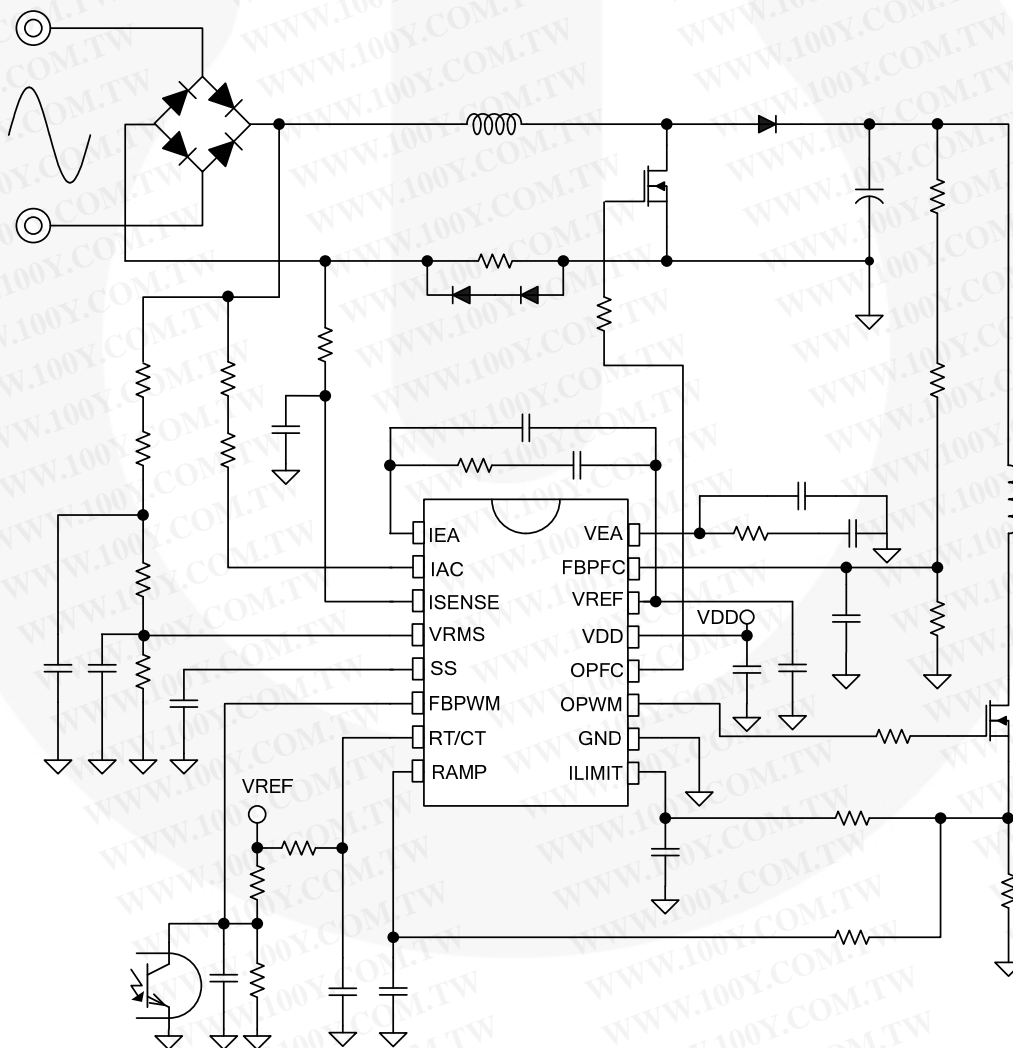 WWW.100Y.COM.TW
IEA
VEA
IAC
FBPFC
ISENSE
VREF
VDD
VRMS
VDD
SS
OPFC
FBPWM
OPWM
RT/CT
GND
RAMP
ILIMIT
VREF